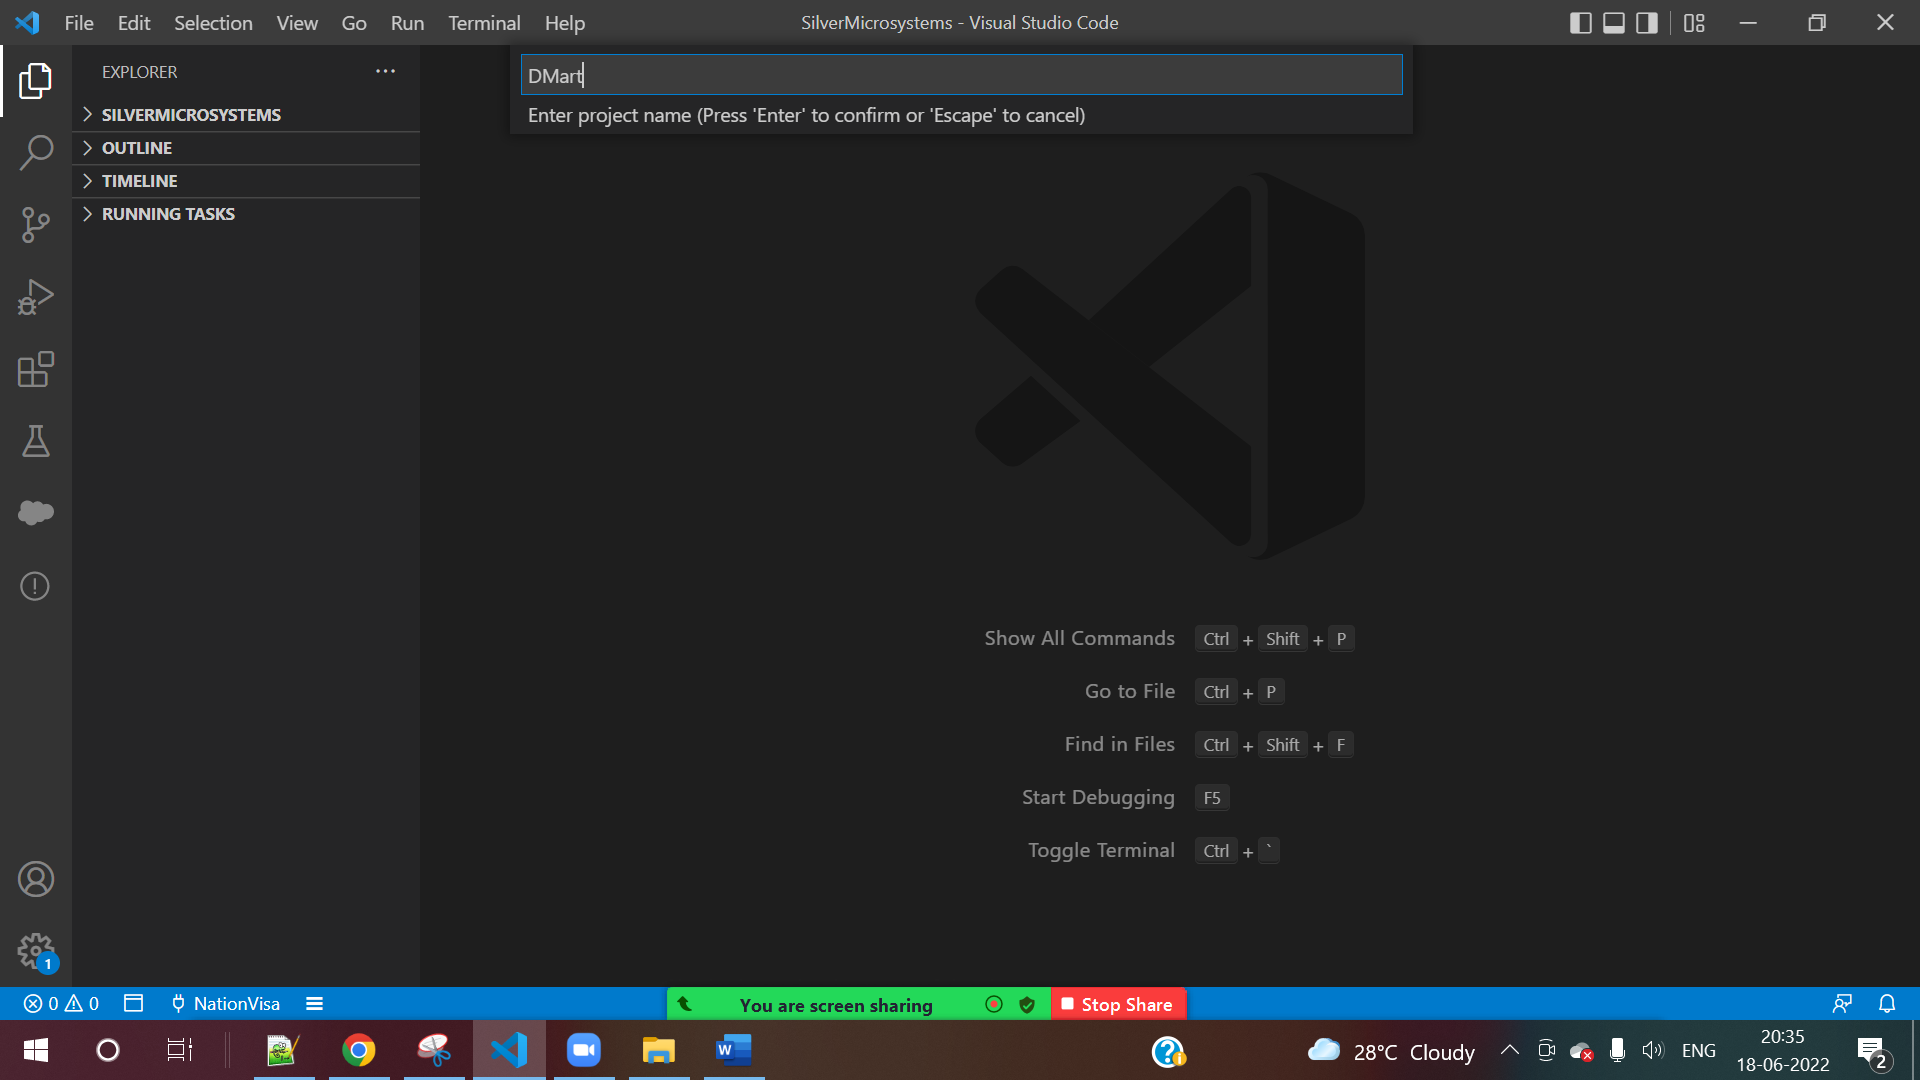 File Edit Selection View Go Run Terminal Help
SilverMicrosystems - Visual Studio Code
EXPLORER
SILVERMICROSYSTEMS
OUTLINE
TIMELINE
RUNNING TASKS
DMart
Enter project name (Press 'Enter' to confirm or 'Escape' to cancel)
Show All Commands Ctrl + Shift + P
Go to File Ctrl + P
Find in Files Ctrl + Shift + F
Start Debugging F5
Toggle Terminal Ctrl + `
1
0 0 NationVisa
You are screen sharing
Stop Share
W
28°C Cloudy
ENG
20:35
18-06-2022
2